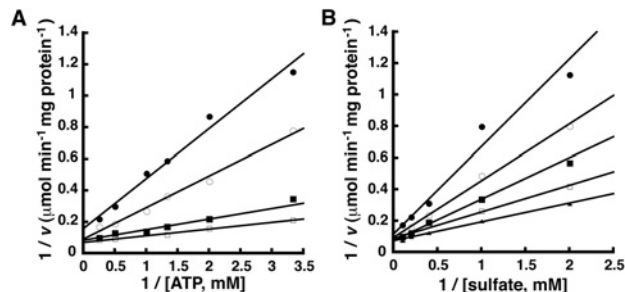 A
1 / v (μmol min⁻¹ mg protein⁻¹)
1.4
1.2
1
0.8
0.6
0.4
0.2
0
0 0.5 1 1.5 2 2.5 3 3.5
1 / [ATP, mM]
B
1 / v (μmol min⁻¹ mg protein⁻¹)
1.4
1.2
1
0.8
0.6
0.4
0.2
0
0 0.5 1 1.5 2 2.5
1 / [sulfate, mM]